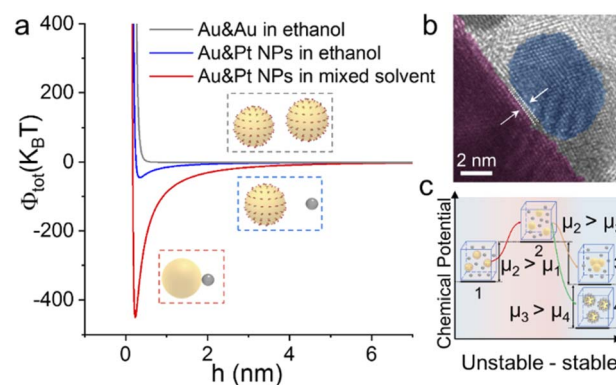 a
Au&Au in ethanol
Au&Pt NPs in ethanol
Au&Pt NPs in mixed solvent
Φtot(KBT)
400
200
0
-200
-400
0
2
4
6
h (nm)
b
2 nm
c
Chemical Potential
1
2
μ2 > μ1
μ2 > μ
μ3 > μ4
Unstable - stable